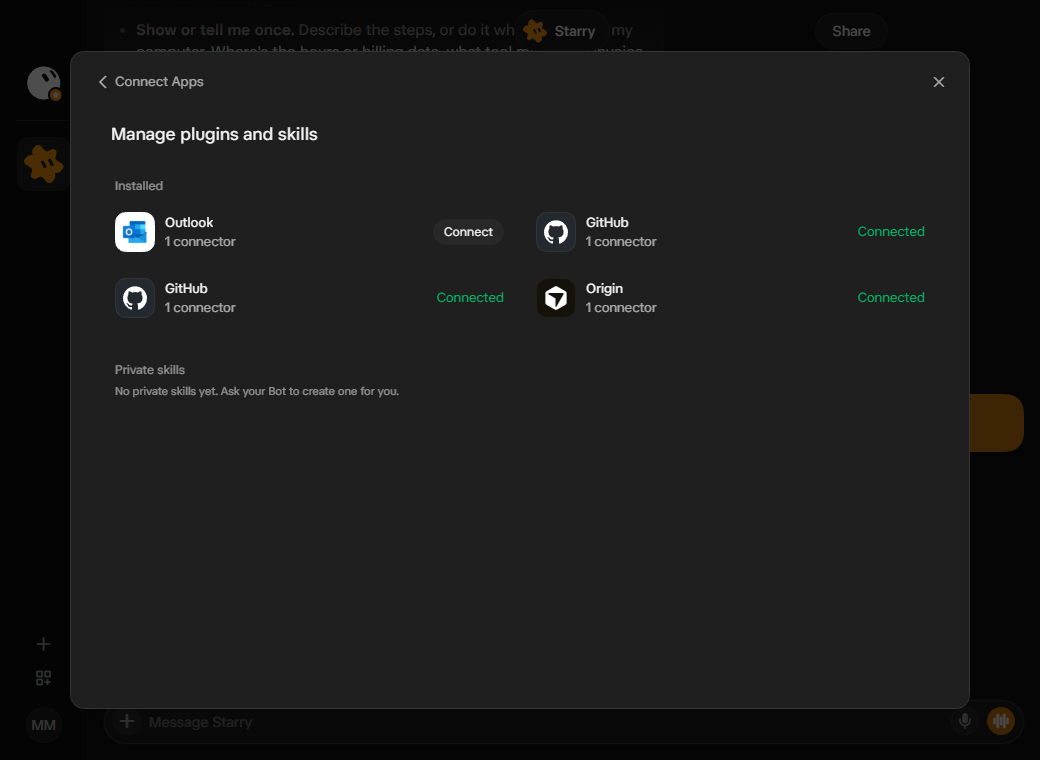 Show or tell me once. Describe the steps, or do it wh
my
Starry
Share
Connect Apps
Manage plugins and skills
Installed
Outlook
1 connector
Connect
GitHub
1 connector
Connected
GitHub
1 connector
Connected
Origin
1 connector
Connected
Private skills
No private skills yet. Ask your Bot to create one for you.
MM
Message Starry